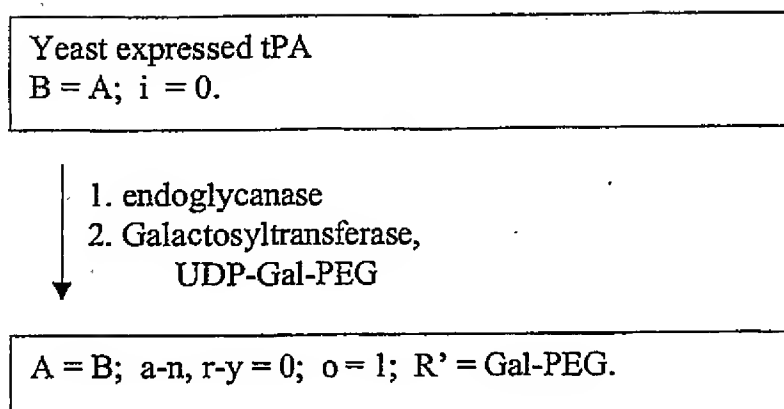 Yeast expressed tPA
B = A; i = 0.
1. endoglycanase
2. Galactosyltransferase,
UDP-Gal-PEG
A = B; a-n, r-y = 0; o = 1; R' = Gal-PEG.